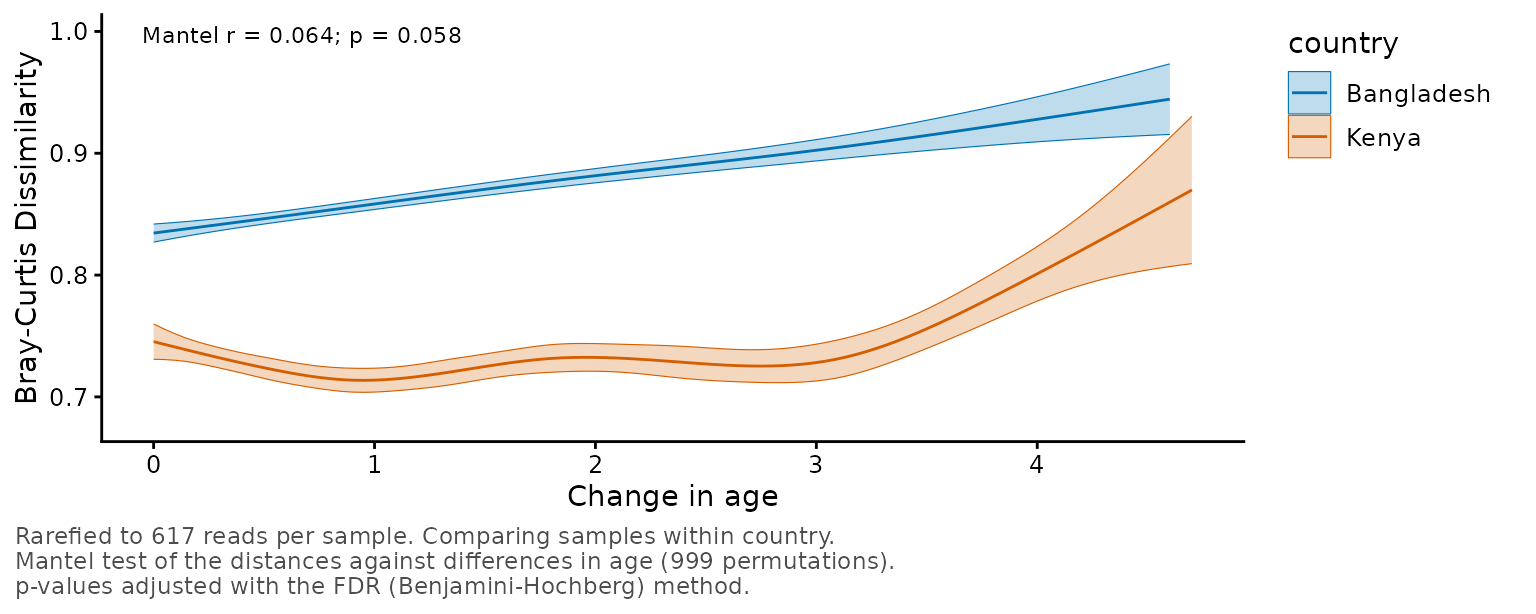 Mantel r = 0.064; p = 0.058
1.0
0.9
0.8
0.7
Bray-Curtis Dissimilarity
0
1
2
3
4
Change in age
country
Bangladesh
Kenya
Rarefied to 617 reads per sample. Comparing samples within country.
Mantel test of the distances against differences in age (999 permutations).
p-values adjusted with the FDR (Benjamini-Hochberg) method.